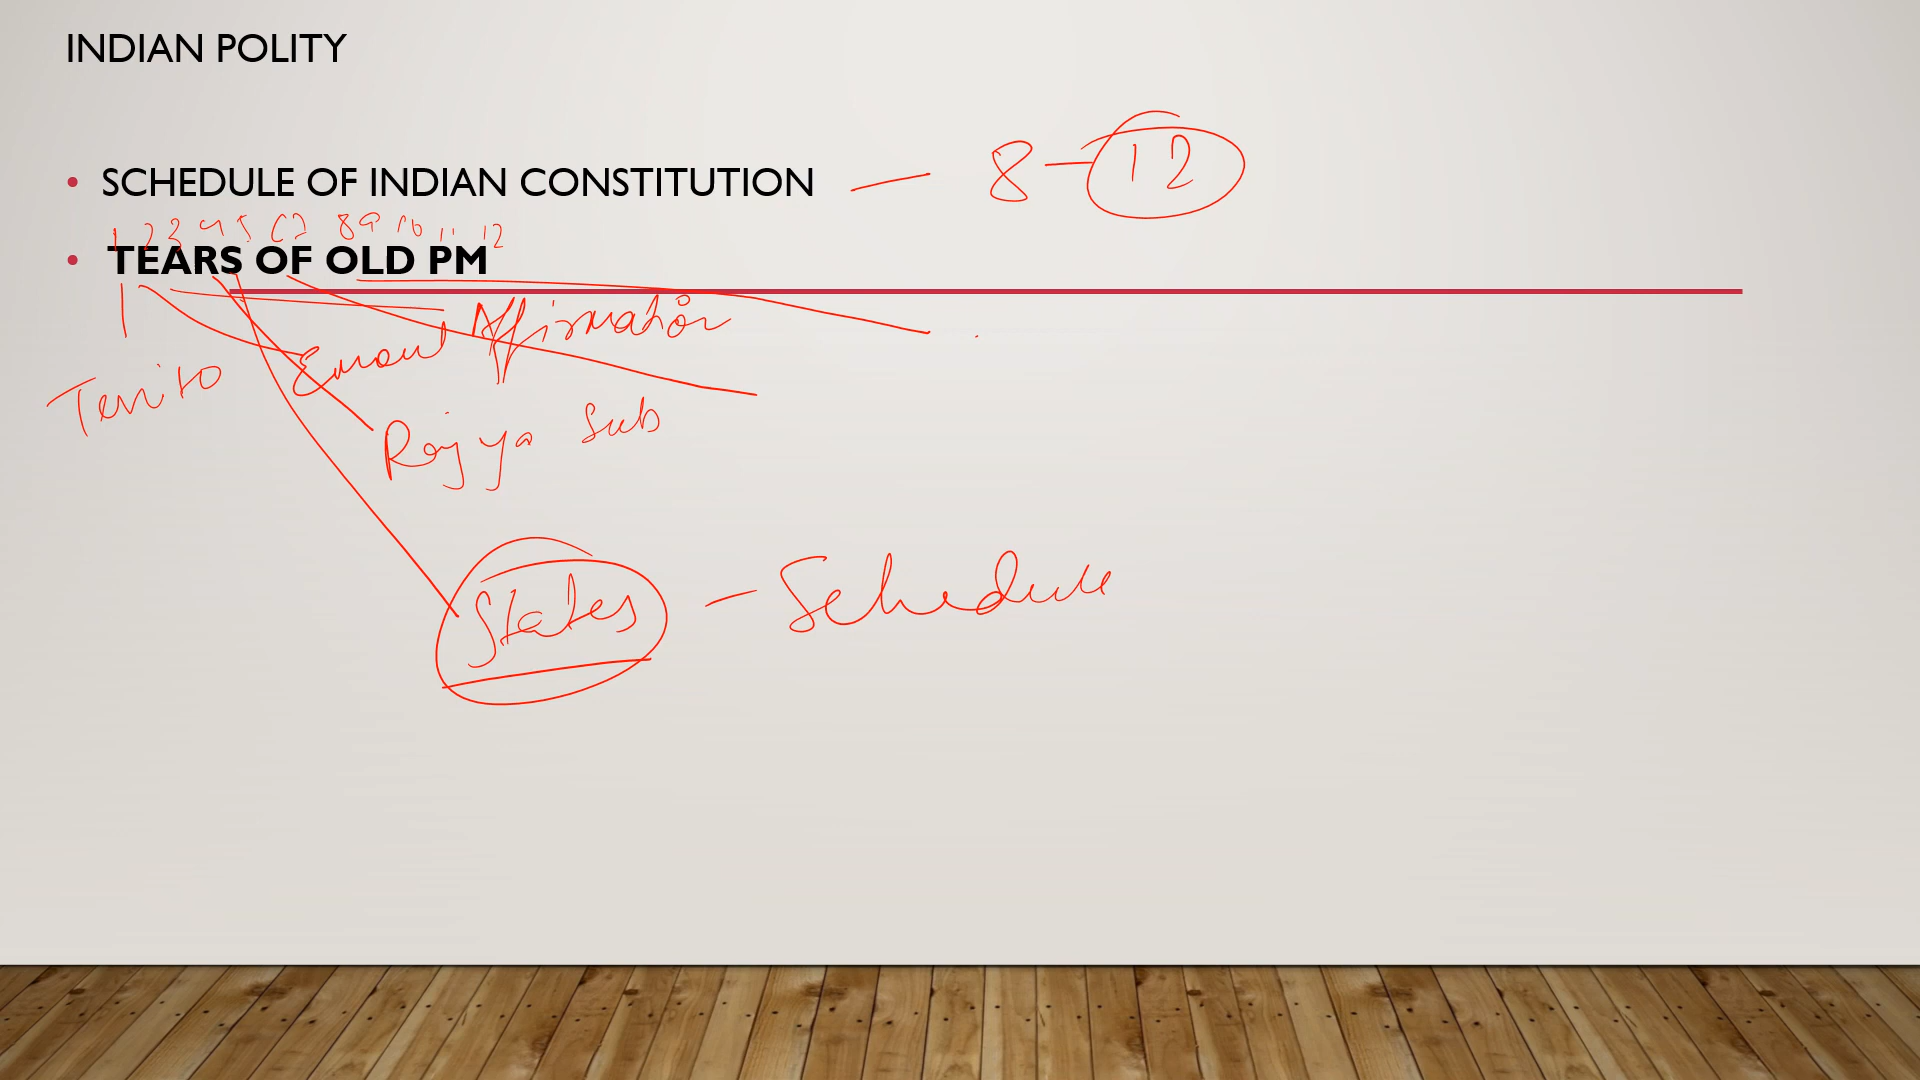 INDIAN POLITY
• SCHEDULE OF INDIAN CONSTITUTION — 8 – 12
1 2 3 4 5 6 7 8 9 10 11 12
• TEARS OF OLD PM
Affirmation
Territo
Rajya Sub
States – Schedule